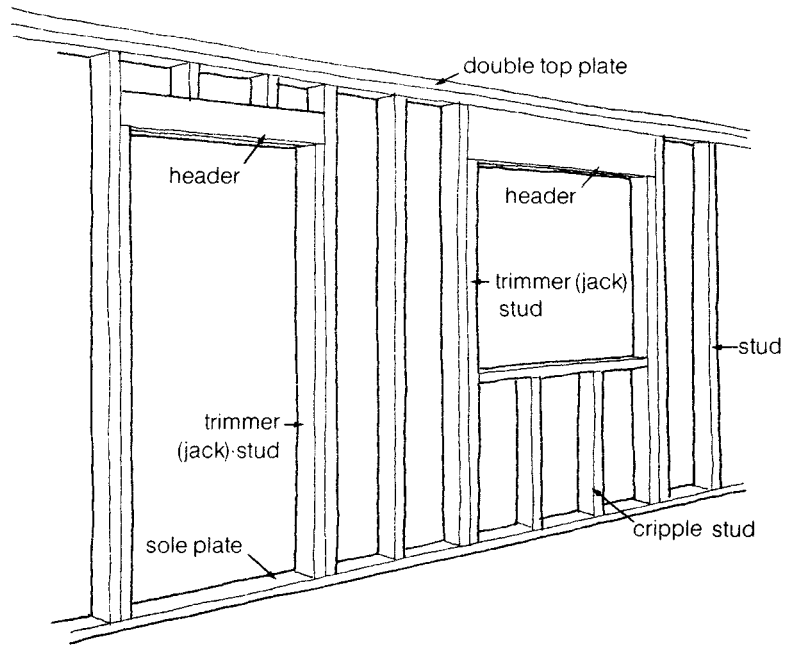 double top plate
header
header
trimmer (jack)
stud
stud
trimmer
(jack)·stud
cripple stud
sole plate